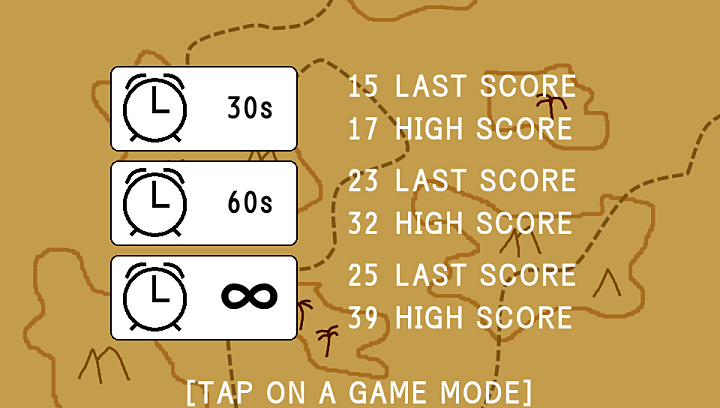 30s
15 LAST SCORE
17 HIGH SCORE
60s
23 LAST SCORE
32 HIGH SCORE
∞
25 LAST SCORE
39 HIGH SCORE
[TAP ON A GAME MODE]